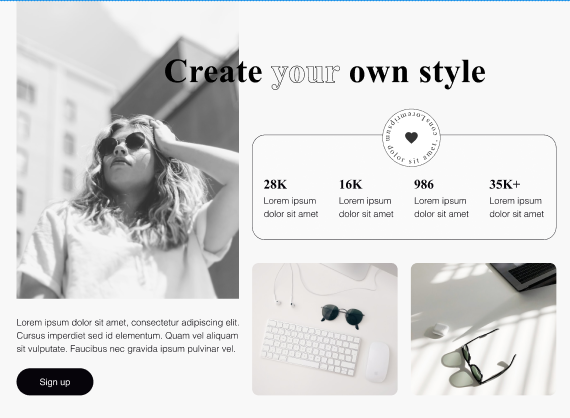 Create your own style
Loremipsum dolor sit amet, Cons
28K
Lorem ipsum
dolor sit amet
16K
Lorem ipsum
dolor sit amet
986
Lorem ipsum
dolor sit amet
35K+
Lorem ipsum
dolor sit amet
Lorem ipsum dolor sit amet, consectetur adipiscing elit.
Cursus imperdiet sed id elementum. Quam vel aliquam
sit vulputate. Faucibus nec gravida ipsum pulvinar vel.
Sign up